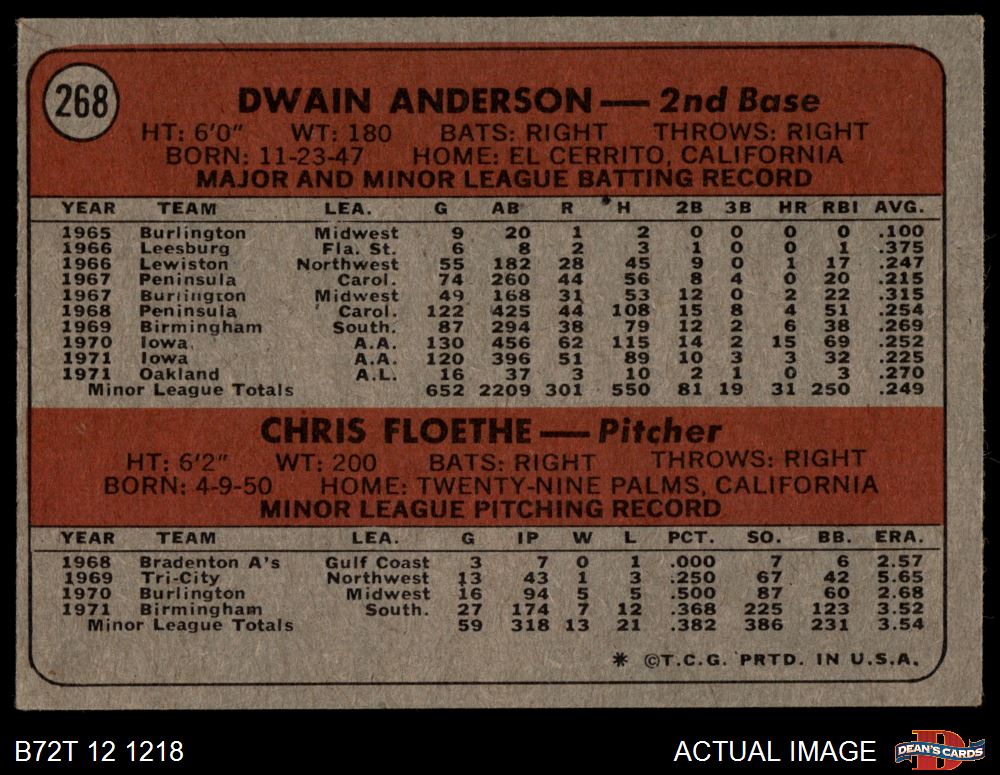 268
DWAIN ANDERSON — 2nd Base
HT: 6'0" WT: 180 BATS: RIGHT THROWS: RIGHT
BORN: 11-23-47 HOME: EL CERRITO, CALIFORNIA
MAJOR AND MINOR LEAGUE BATTING RECORD
YEAR TEAM LEA. G AB R H 2B 3B HR RBI AVG.
1965 Burlington Midwest 9 20 1 2 0 0 0 0 .100
1966 Leesburg Fla. St. 6 8 2 3 1 0 0 1 .375
1966 Lewiston Northwest 55 182 28 45 9 0 1 17 .247
1967 Peninsula Carol. 74 260 44 56 8 4 0 20 .215
1967 Burlington Midwest 49 168 31 53 12 0 2 22 .315
1968 Peninsula Carol. 122 425 44 108 15 8 4 51 .254
1969 Birmingham South. 87 294 38 79 12 2 6 38 .269
1970 Iowa A.A. 130 456 62 115 14 2 15 69 .252
1971 Iowa A.A. 120 396 51 89 10 3 3 32 .225
1971 Oakland A.L. 16 37 3 10 2 1 0 3 .270
Minor League Totals 652 2209 301 550 81 19 31 250 .249
CHRIS FLOETHE — Pitcher
HT: 6'2" WT: 200 BATS: RIGHT THROWS: RIGHT
BORN: 4-9-50 HOME: TWENTY-NINE PALMS, CALIFORNIA
MINOR LEAGUE PITCHING RECORD
YEAR TEAM LEA. G IP W L PCT. SO. BB. ERA.
1968 Bradenton A's Gulf Coast 3 7 0 1 .000 7 6 2.57
1969 Tri-City Northwest 13 43 1 3 .250 67 42 5.65
1970 Burlington Midwest 16 94 5 5 .500 87 60 2.68
1971 Birmingham South. 27 174 7 12 .368 225 123 3.52
Minor League Totals 59 318 13 21 .382 386 231 3.54
* ©T.C.G. PRTD. IN U.S.A.
B72T 12 1218 ACTUAL IMAGE DEAN'S CARDS